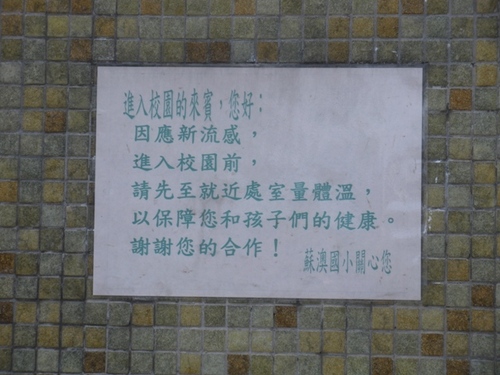 進入校園的來賓，您好：
因應新流感，
進入校園前，
請先至就近處室量體溫，
以保障您和孩子們的健康。
謝謝您的合作！
蘇澳國小關心您